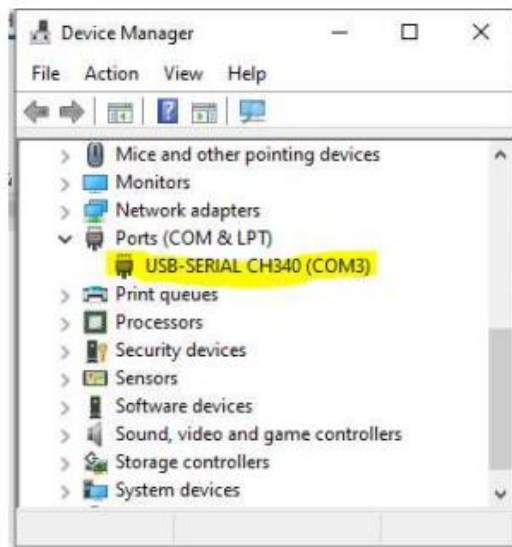 Device Manager
File Action View Help
Mice and other pointing devices
Monitors
Network adapters
Ports (COM & LPT)
USB-SERIAL CH340 (COM3)
Print queues
Processors
Security devices
Sensors
Software devices
Sound, video and game controllers
Storage controllers
System devices